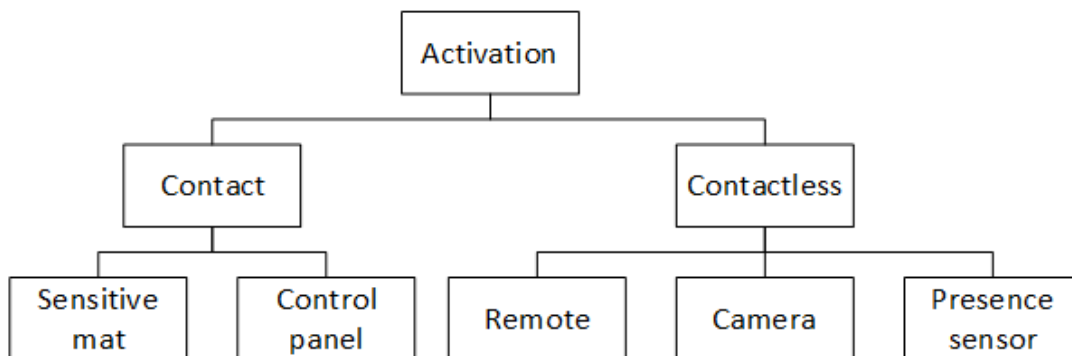 Activation
Contact
Contactless
Sensitive
mat
Control
panel
Remote
Camera
Presence
sensor